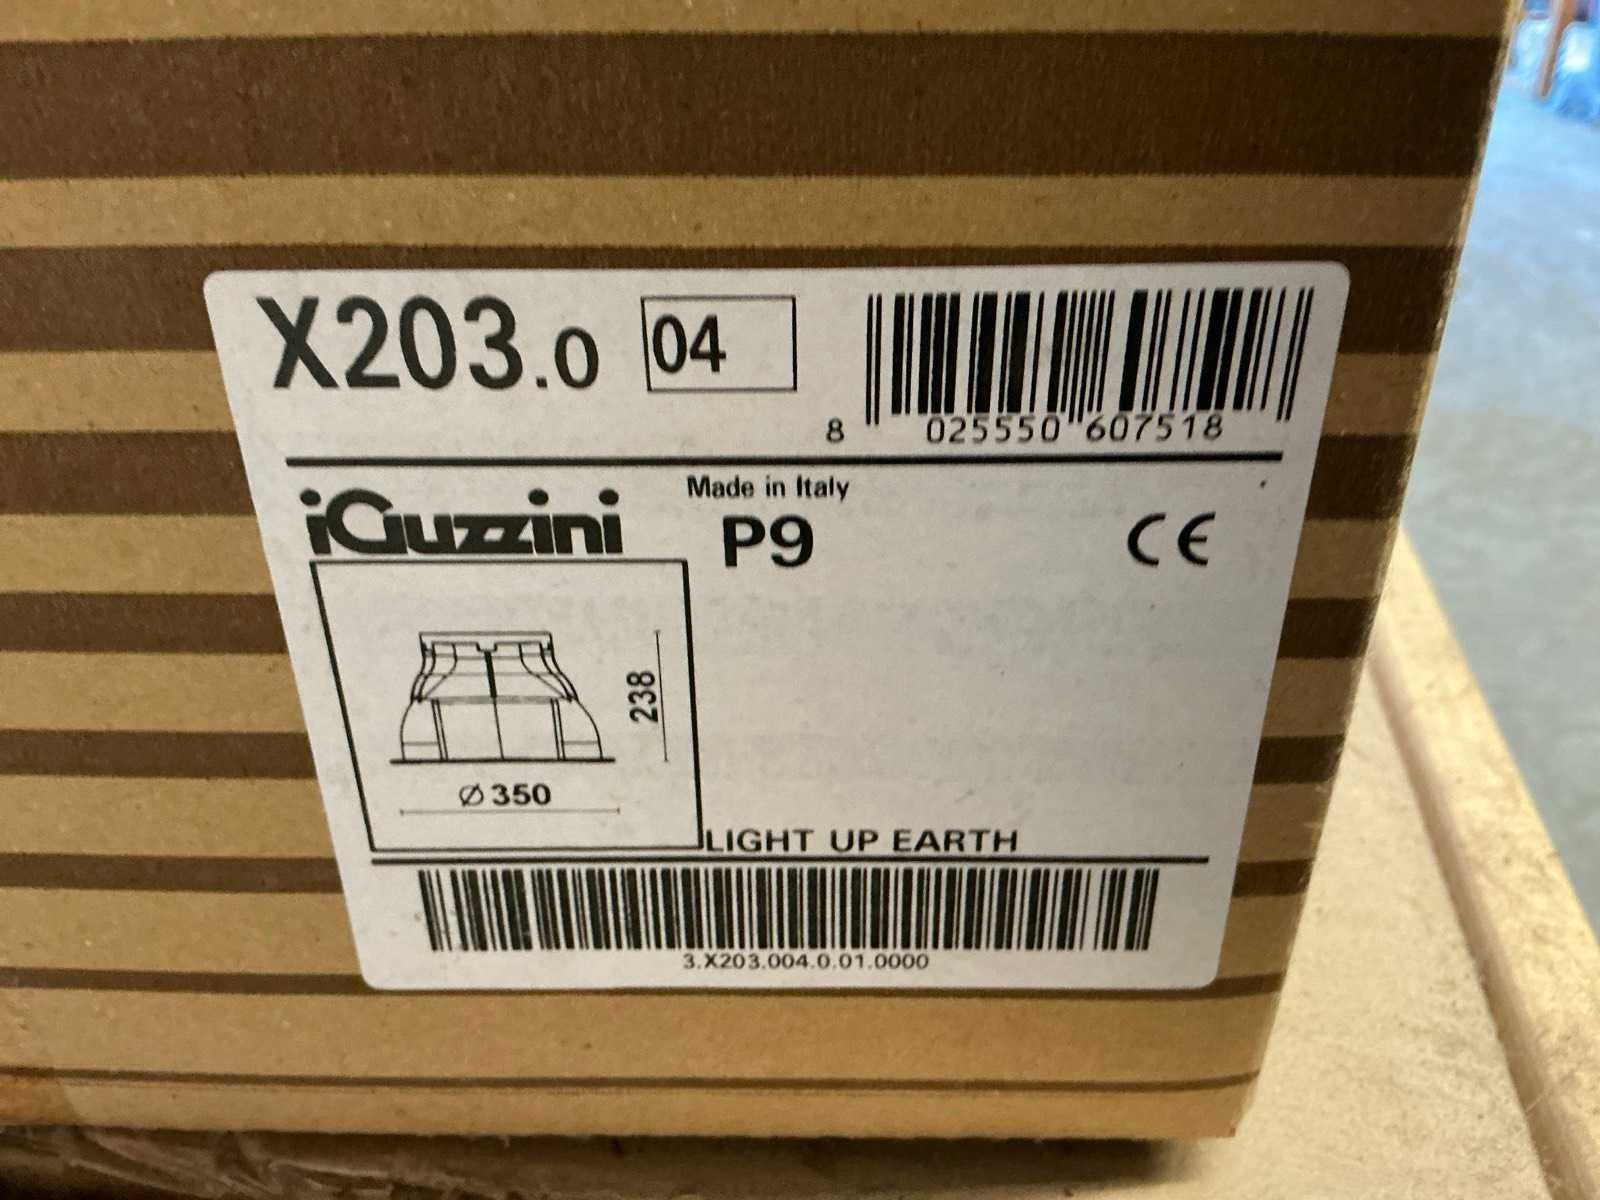 X203.0 04
8 025550 607518
iGuzzini
Made in Italy
P9 CE
238
Ø 350
LIGHT UP EARTH
3.X203.004.0.01.0000